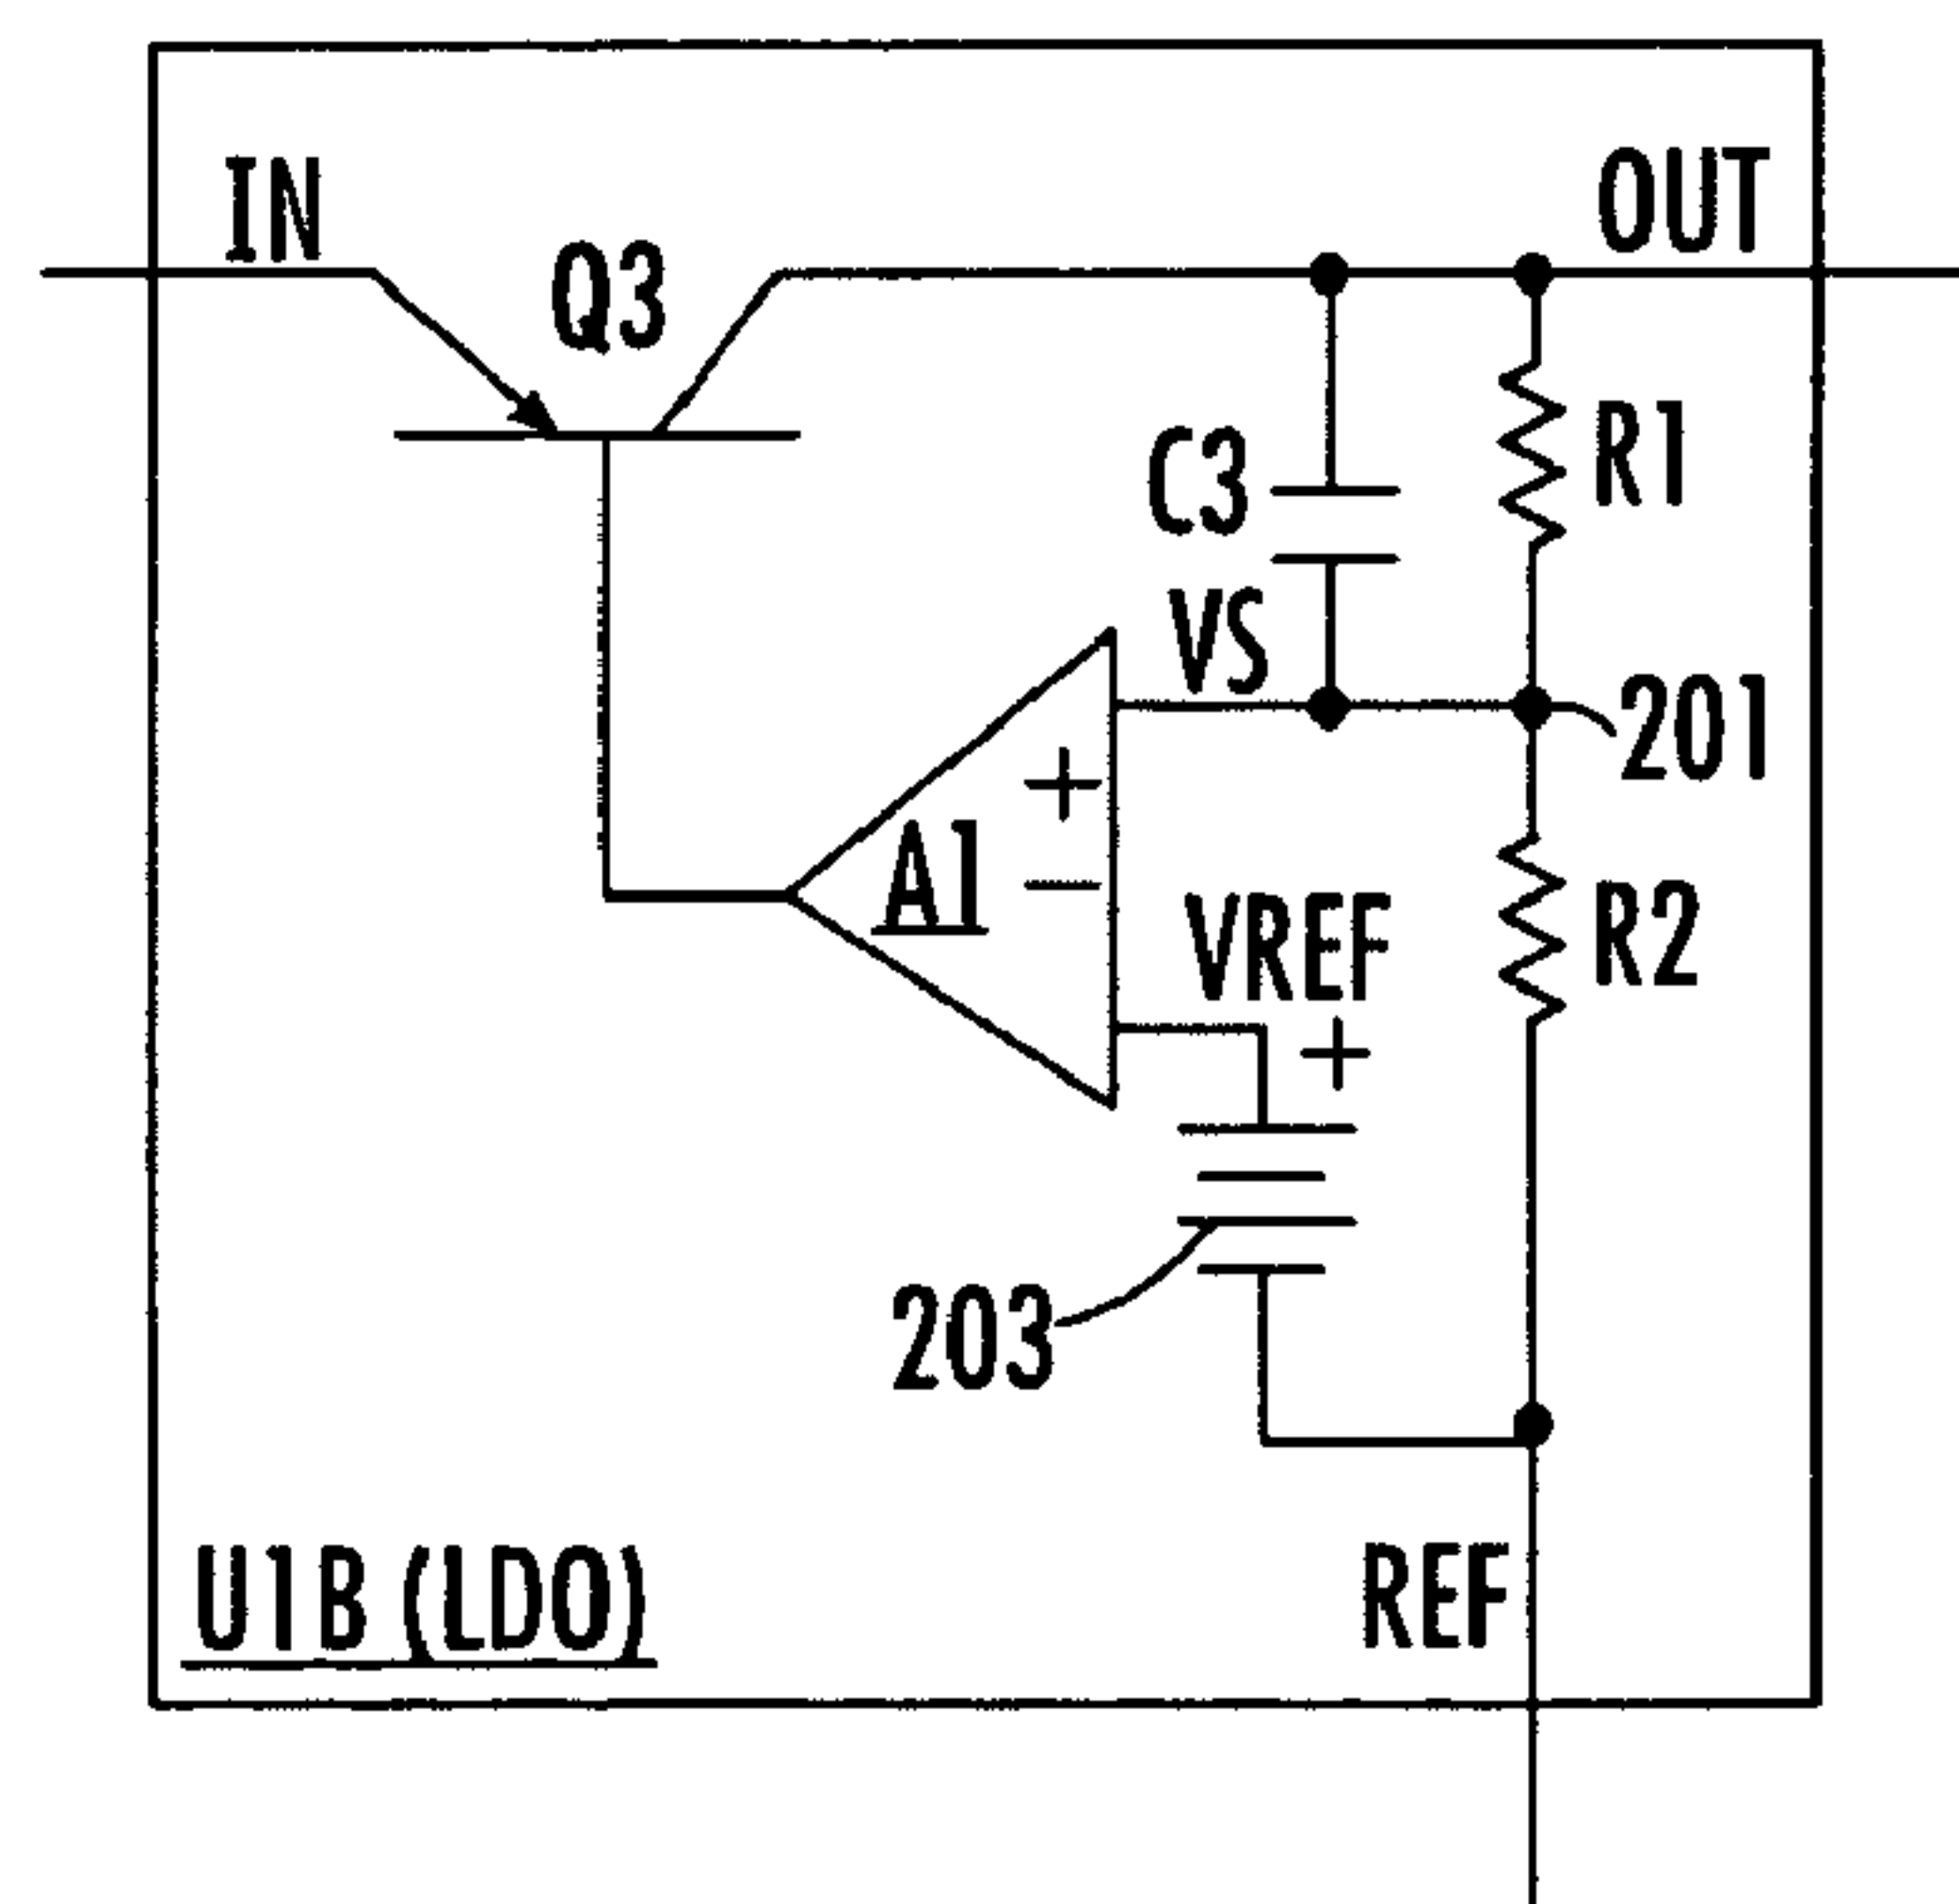 IN
OUT
Q3
R1
C3
VS
201
+
A1
−
VREF
R2
+
203
U1B (LDO)
REF